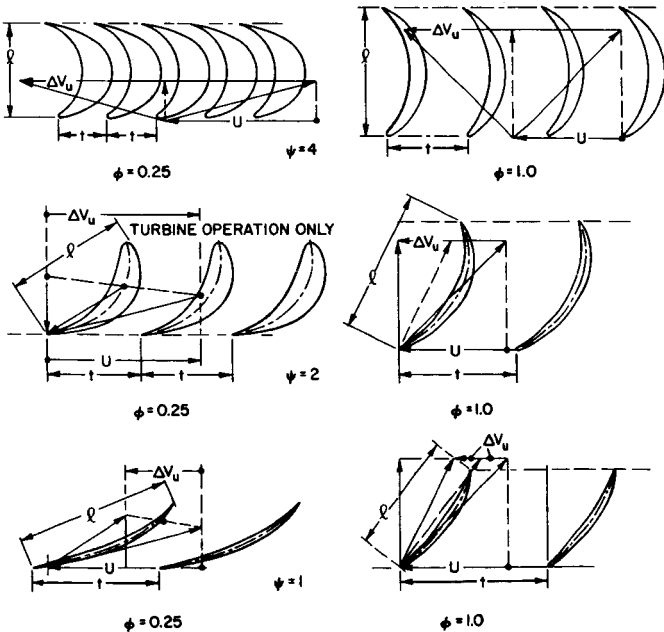 ℓ
ΔVᵤ
U
t
t
ψ = 4
φ = 0.25
ℓ
ΔVᵤ
U
t
φ = 1.0
ΔVᵤ
TURBINE OPERATION ONLY
ℓ
U
t
t
ψ = 2
φ = 0.25
ℓ
ΔVᵤ
U
t
φ = 1.0
ΔVᵤ
ℓ
U
t
ψ = 1
φ = 0.25
ΔVᵤ
ℓ
U
t
φ = 1.0